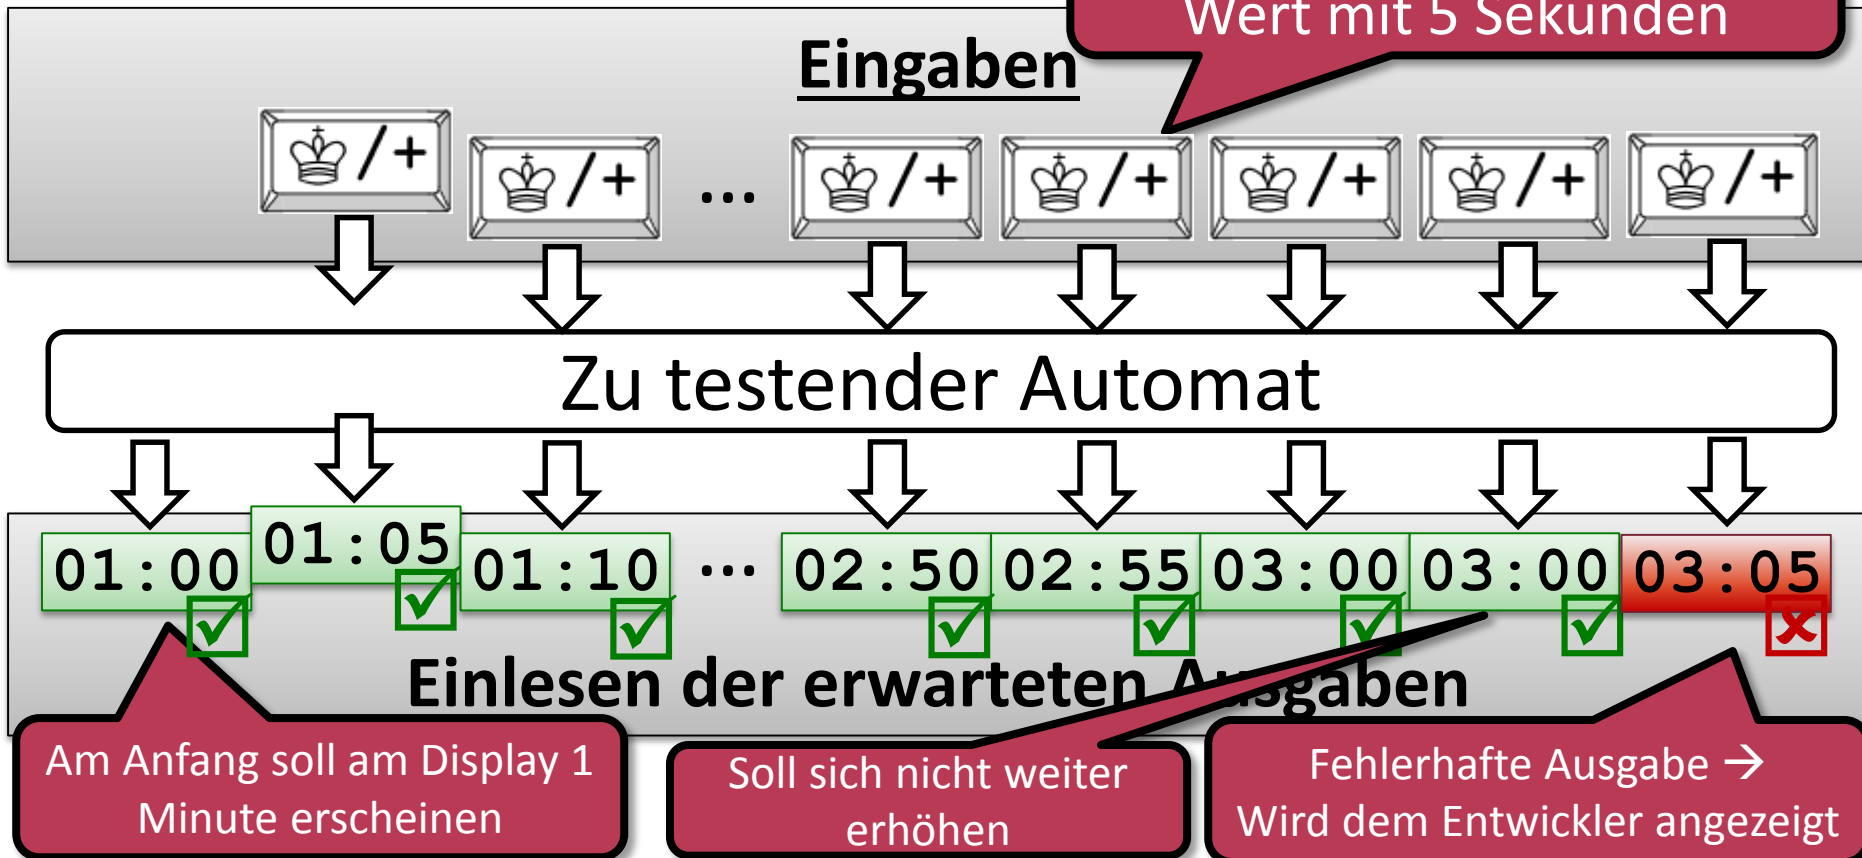 Wert mit 5 Sekunden
Eingaben
/+ /+ ... /+ /+ /+ /+ /+
Zu testender Automat
01:00 01:05 01:10 ... 02:50 02:55 03:00 03:00 03:05
Einlesen der erwarteten Ausgaben
Am Anfang soll am Display 1
Minute erscheinen
Soll sich nicht weiter
erhöhen
Fehlerhafte Ausgabe →
Wird dem Entwickler angezeigt